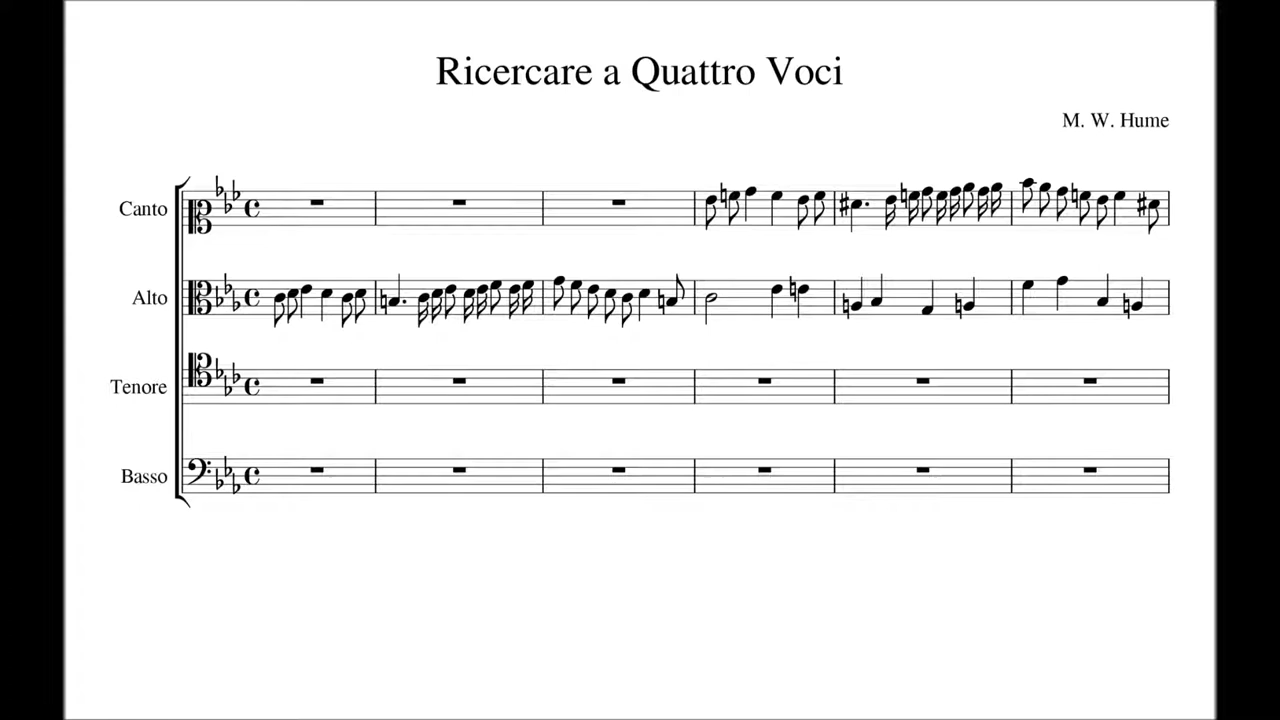 Ricercare a Quattro Voci
M. W. Hume
Canto
Alto
Tenore
Basso